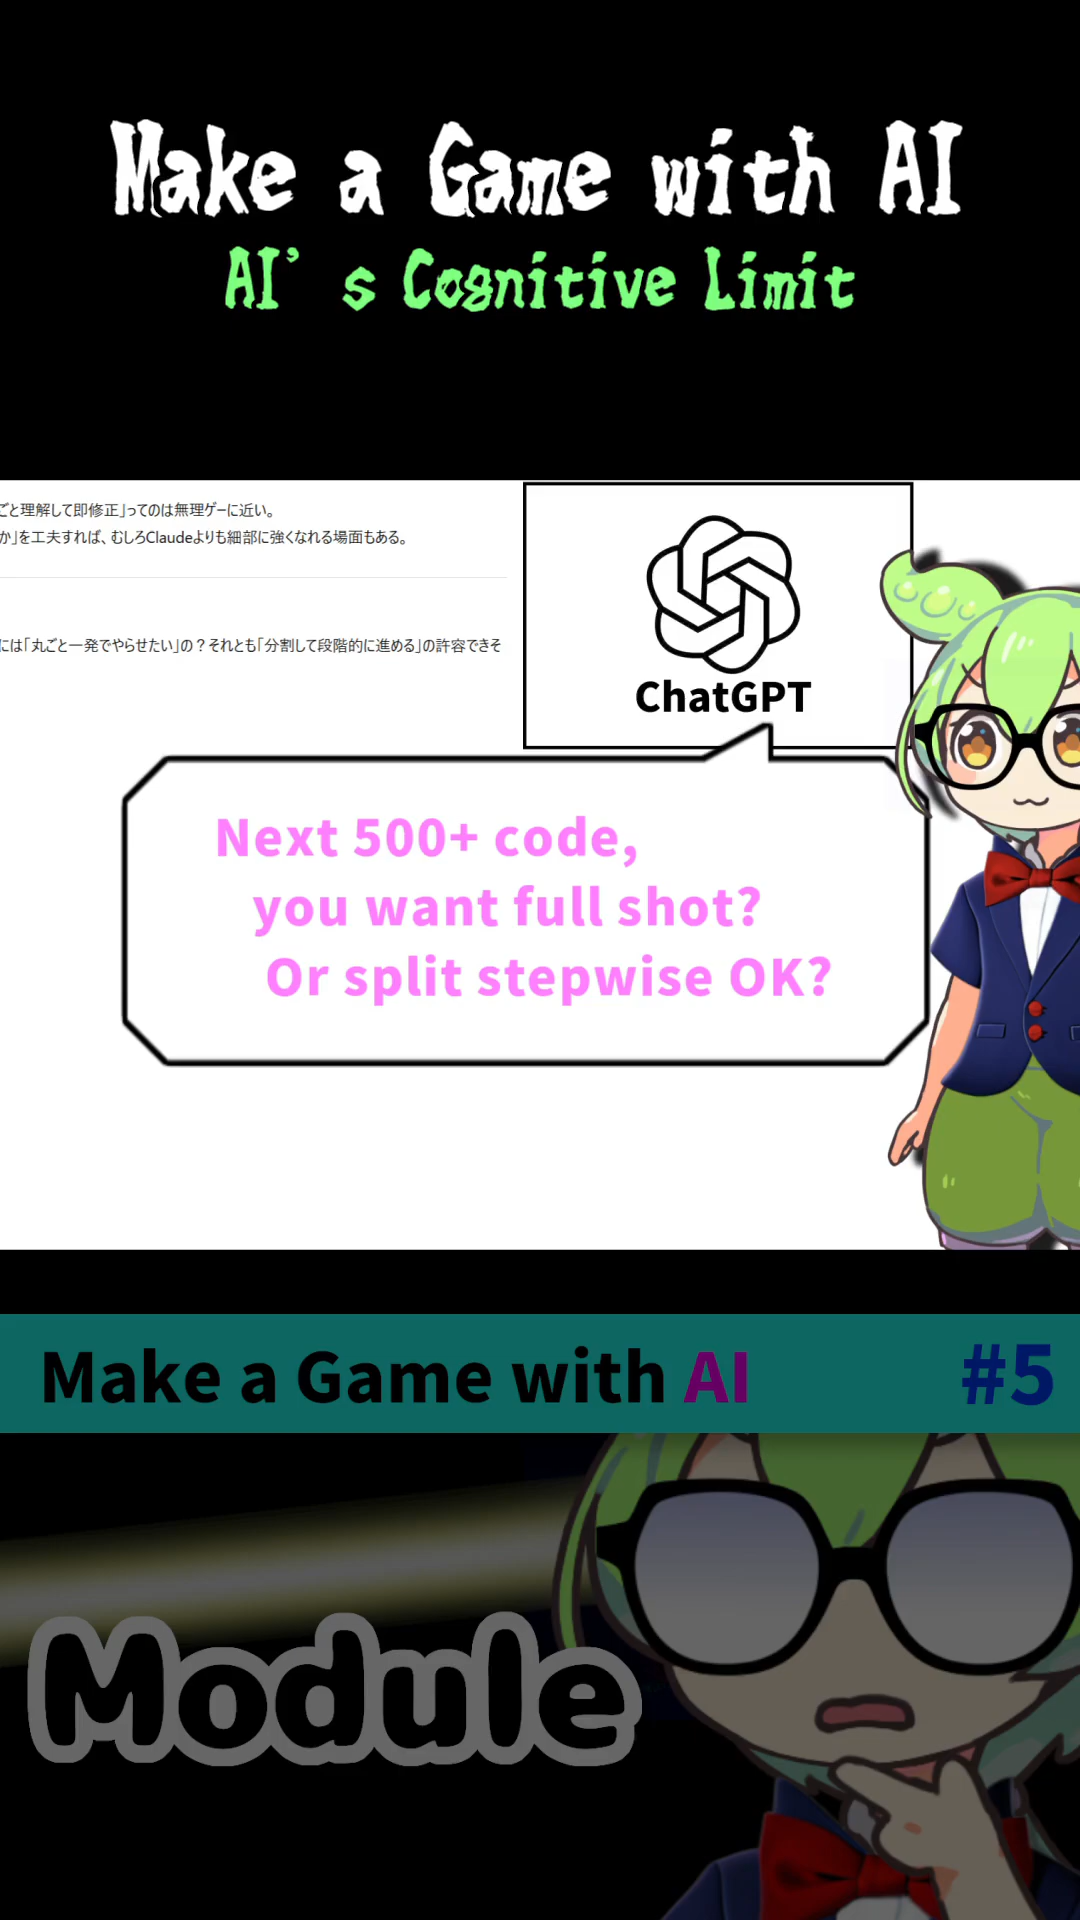 Make a Game with AI
AI's Cognitive Limit
ごと理解して即修正」ってのは無理ゲーに近い。
か」を工夫すれば、むしろClaudeよりも細部に強くなれる場面もある。
には「丸ごと一発でやらせたい」の？それとも「分割して段階的に進める」の許容できそ
ChatGPT
Next 500+ code,
you want full shot?
Or split stepwise OK?
Make a Game with AI #5
Module